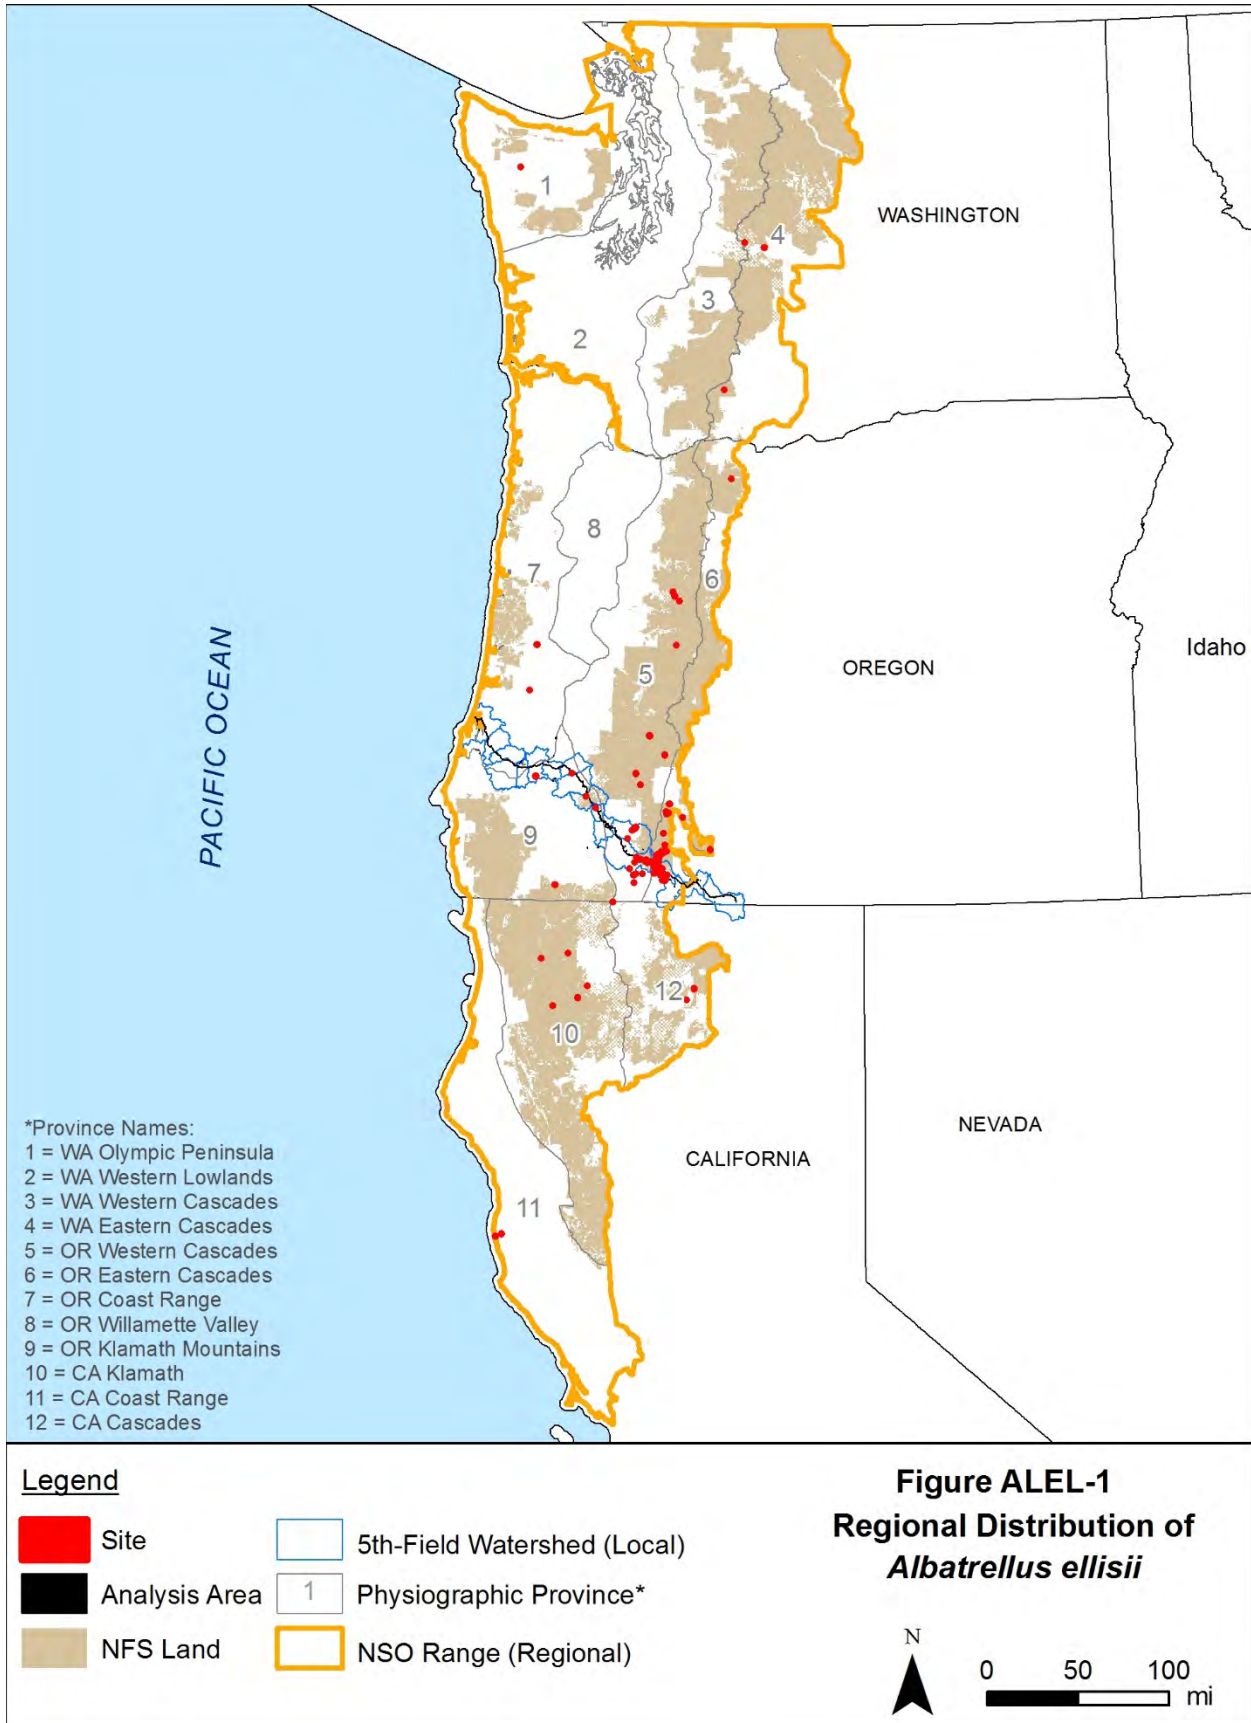 WASHINGTON
1
4
3
2
8
7
6
5
Idaho
OREGON
PACIFIC OCEAN
9
12
10
NEVADA
CALIFORNIA
11
*Province Names:
1 = WA Olympic Peninsula
2 = WA Western Lowlands
3 = WA Western Cascades
4 = WA Eastern Cascades
5 = OR Western Cascades
6 = OR Eastern Cascades
7 = OR Coast Range
8 = OR Willamette Valley
9 = OR Klamath Mountains
10 = CA Klamath
11 = CA Coast Range
12 = CA Cascades
Legend
Site
Analysis Area
NFS Land
5th-Field Watershed (Local)
1 Physiographic Province*
NSO Range (Regional)
Figure ALEL-1
Regional Distribution of
Albatrellus ellisii
N
0 50 100
mi